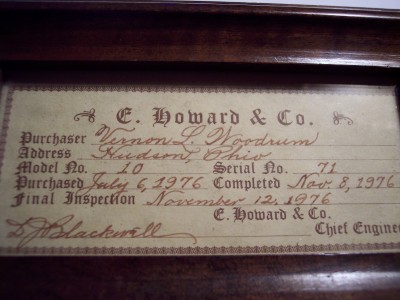 E. Howard & Co.
Purchaser Vernon L. Woodrum
Address Hudson, Ohio
Model No. 10 Serial No. 71
Purchased July 6, 1976 Completed Nov. 8, 1976
Final Inspection November 12, 1976
E. Howard & Co.
D J Blackwell Chief Engine